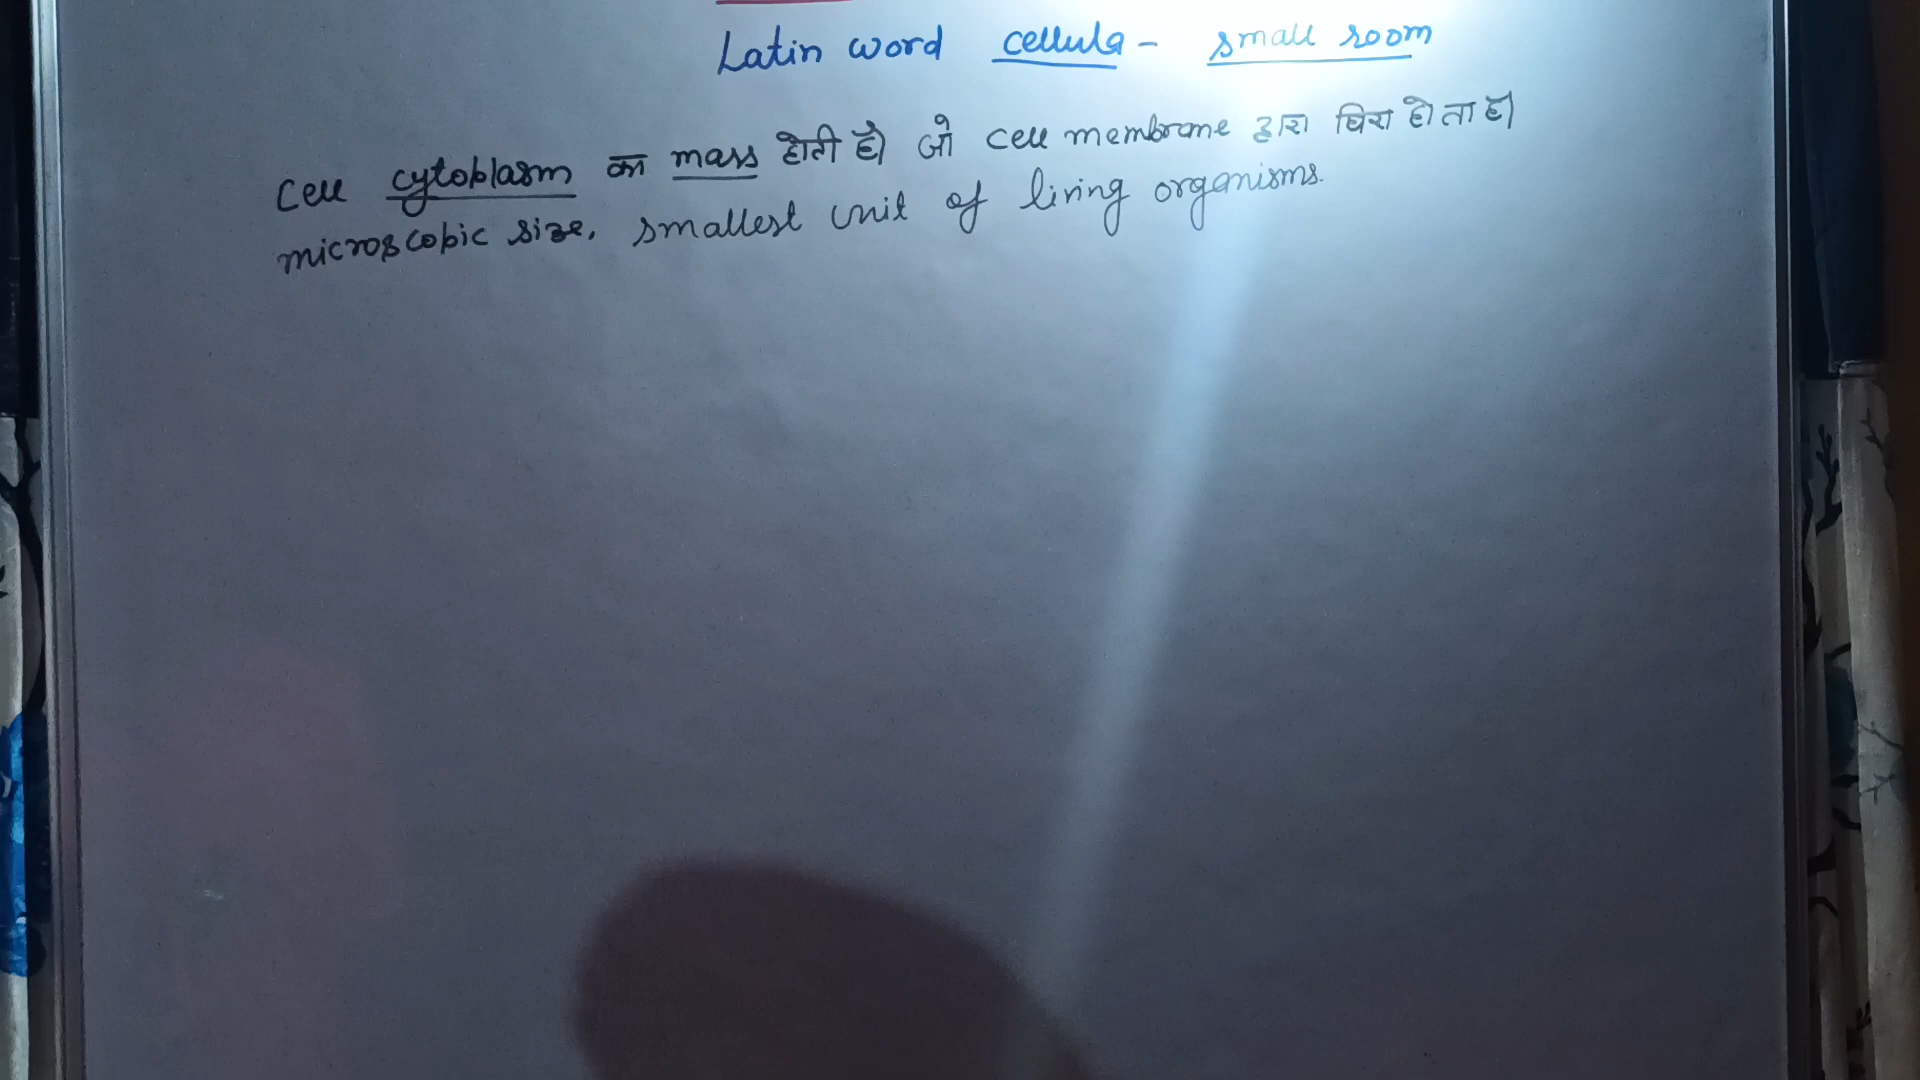 Latin word cellula - small room
Cell cytoplasm का mass होती है। जो cell membrane द्वारा घिरा होता है।
microscopic size, smallest unit of living organisms.